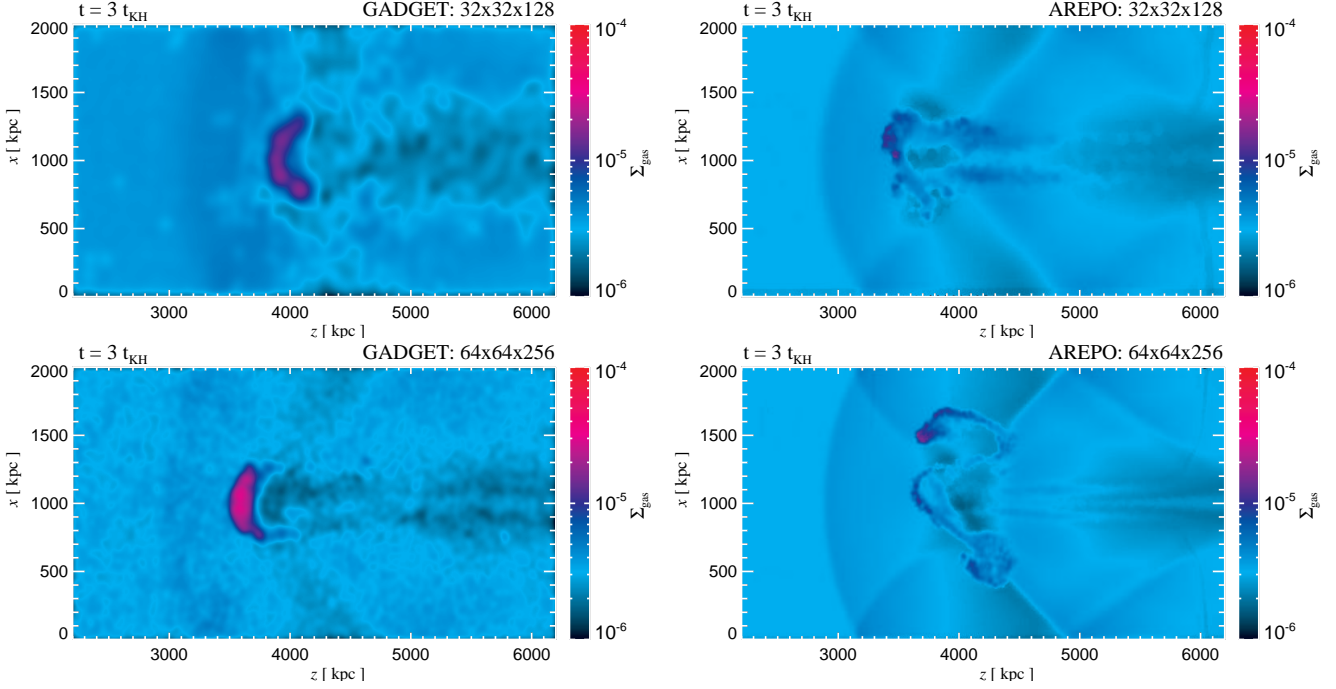 t = 3 t_KH GADGET: 32x32x128
2000
1500
1000
500
0
x [ kpc ]
3000 4000 5000 6000
z [ kpc ]
10^-4
10^-5
10^-6
Σ_gas
t = 3 t_KH AREPO: 32x32x128
2000
1500
1000
500
0
x [ kpc ]
3000 4000 5000 6000
z [ kpc ]
10^-4
10^-5
10^-6
Σ_gas
t = 3 t_KH GADGET: 64x64x256
2000
1500
1000
500
0
x [ kpc ]
3000 4000 5000 6000
z [ kpc ]
10^-4
10^-5
10^-6
Σ_gas
t = 3 t_KH AREPO: 64x64x256
2000
1500
1000
500
0
x [ kpc ]
3000 4000 5000 6000
z [ kpc ]
10^-4
10^-5
10^-6
Σ_gas